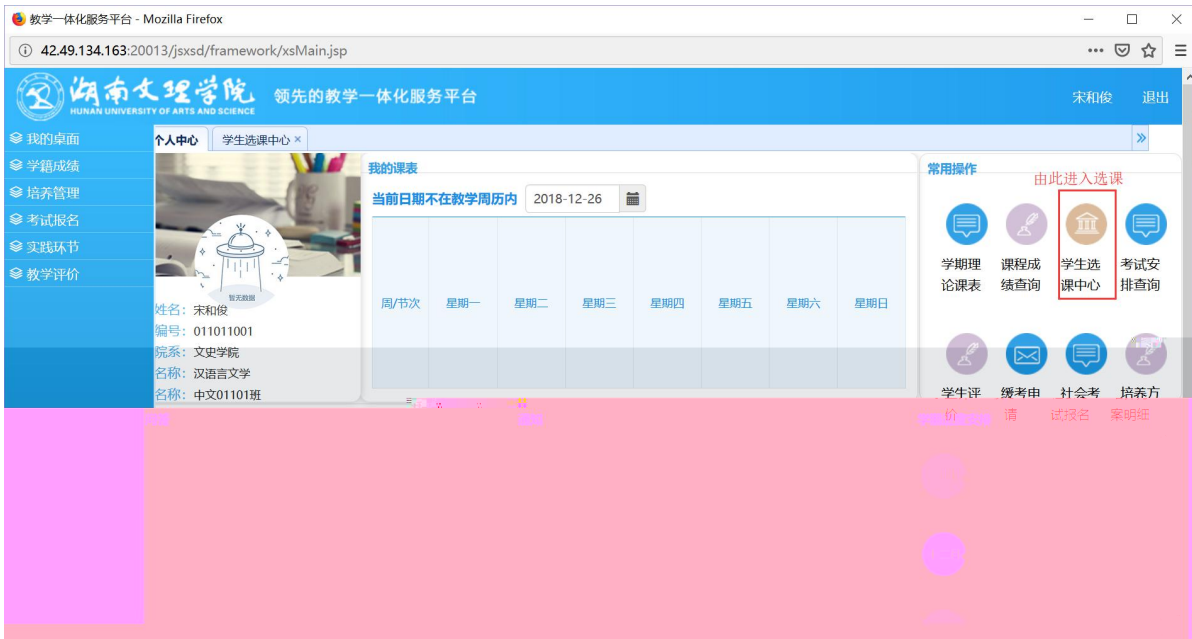 教学一体化服务平台 - Mozilla Firefox
42.49.134.163:20013/jsxsd/framework/xsMain.jsp
湖南文理学院
HUNAN UNIVERSITY OF ARTS AND SCIENCE
领先的教学一体化服务平台
宋和俊
退出
我的桌面
学籍成绩
培养管理
考试报名
实践环节
教学评价
个人中心
学生选课中心 ×
暂无数据
姓名: 宋和俊
编号: 011011001
院系: 文史学院
名称: 汉语言文学
名称: 中文01101班
我的课表
当前日期不在教学周历内 2018-12-26
周/节次 星期一 星期二 星期三 星期四 星期五 星期六 星期日
常用操作
由此进入选课
学期理论课表
课程成绩查询
学生选课中心
考试安排查询
学生评价
缓考申请
社会考试报名
培养方案明细